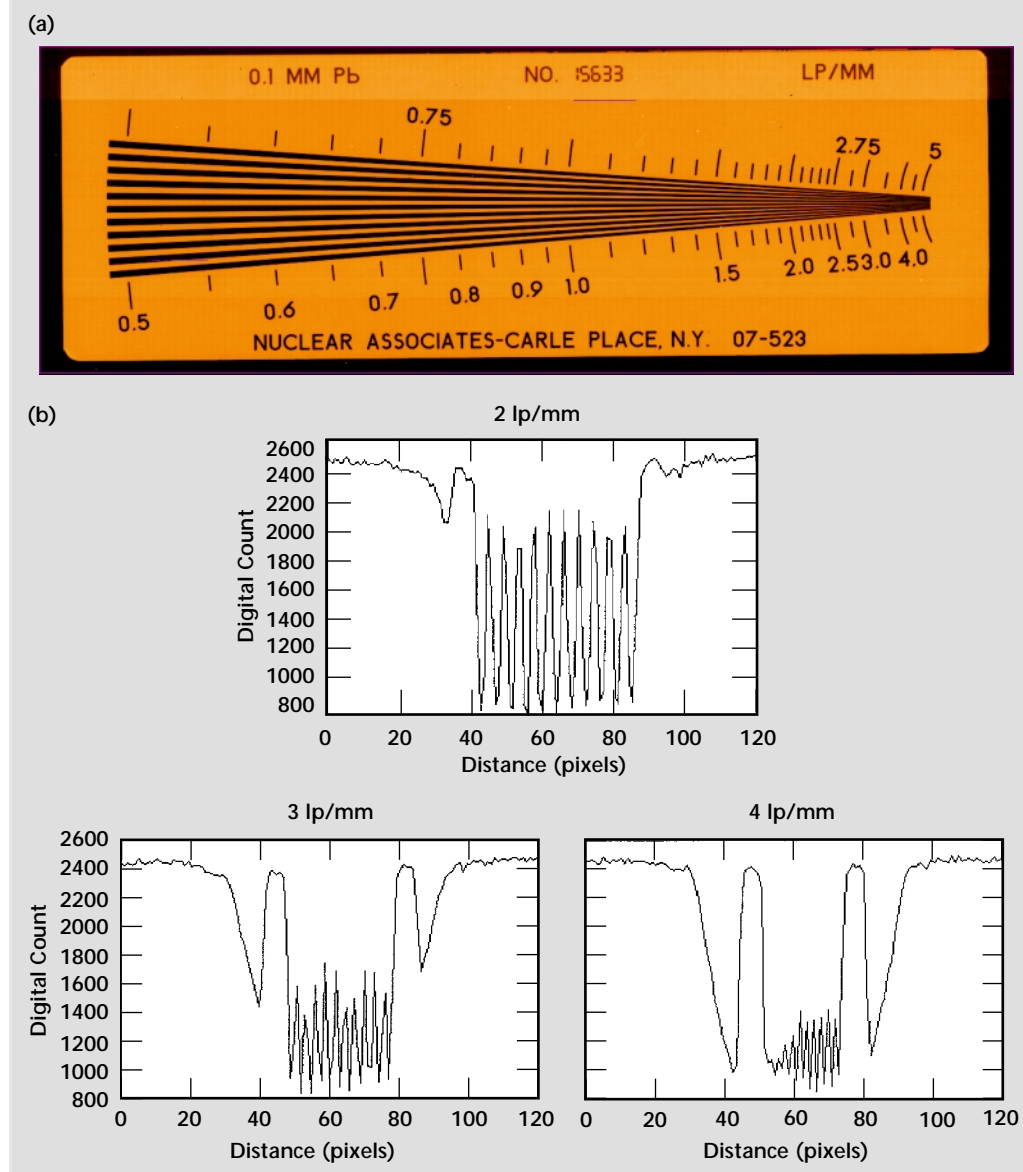 (a)
0.1 MM Pb NO. 15633 LP/MM
0.75 2.75 5
0.5 0.6 0.7 0.8 0.9 1.0 1.5 2.0 2.5 3.0 4.0
NUCLEAR ASSOCIATES-CARLE PLACE, N.Y. 07-523
(b)
2 lp/mm
2600
2400
2200
2000
1800
1600
1400
1200
1000
800
Digital Count
0 20 40 60 80 100 120
Distance (pixels)
3 lp/mm
2600
2400
2200
2000
1800
1600
1400
1200
1000
800
Digital Count
0 20 40 60 80 100 120
Distance (pixels)
4 lp/mm
0 20 40 60 80 100 120
Distance (pixels)